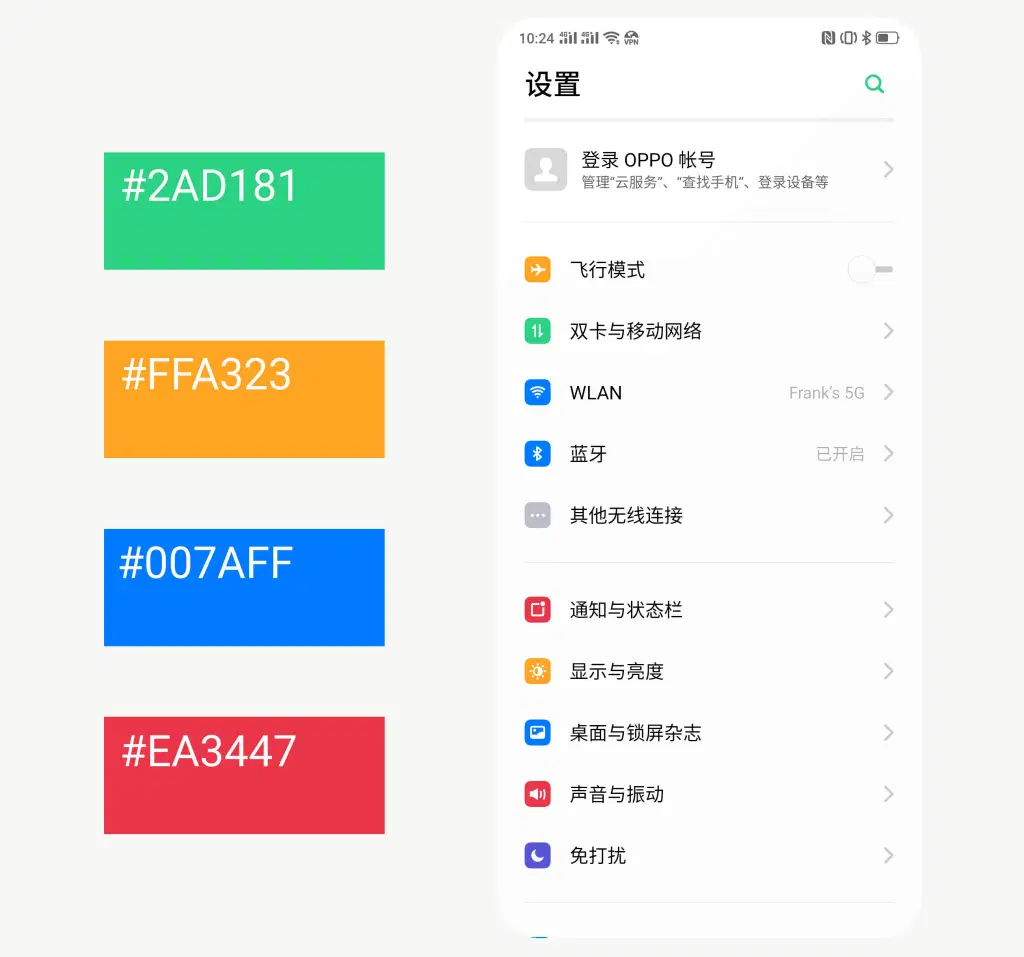 #2AD181
#FFA323
#007AFF
#EA3447
10:24 4G 4G VPN
设置
登录 OPPO 帐号
管理“云服务”、“查找手机”、登录设备等
飞行模式
双卡与移动网络
WLAN Frank's 5G
蓝牙 已开启
其他无线连接
通知与状态栏
显示与亮度
桌面与锁屏杂志
声音与振动
免打扰